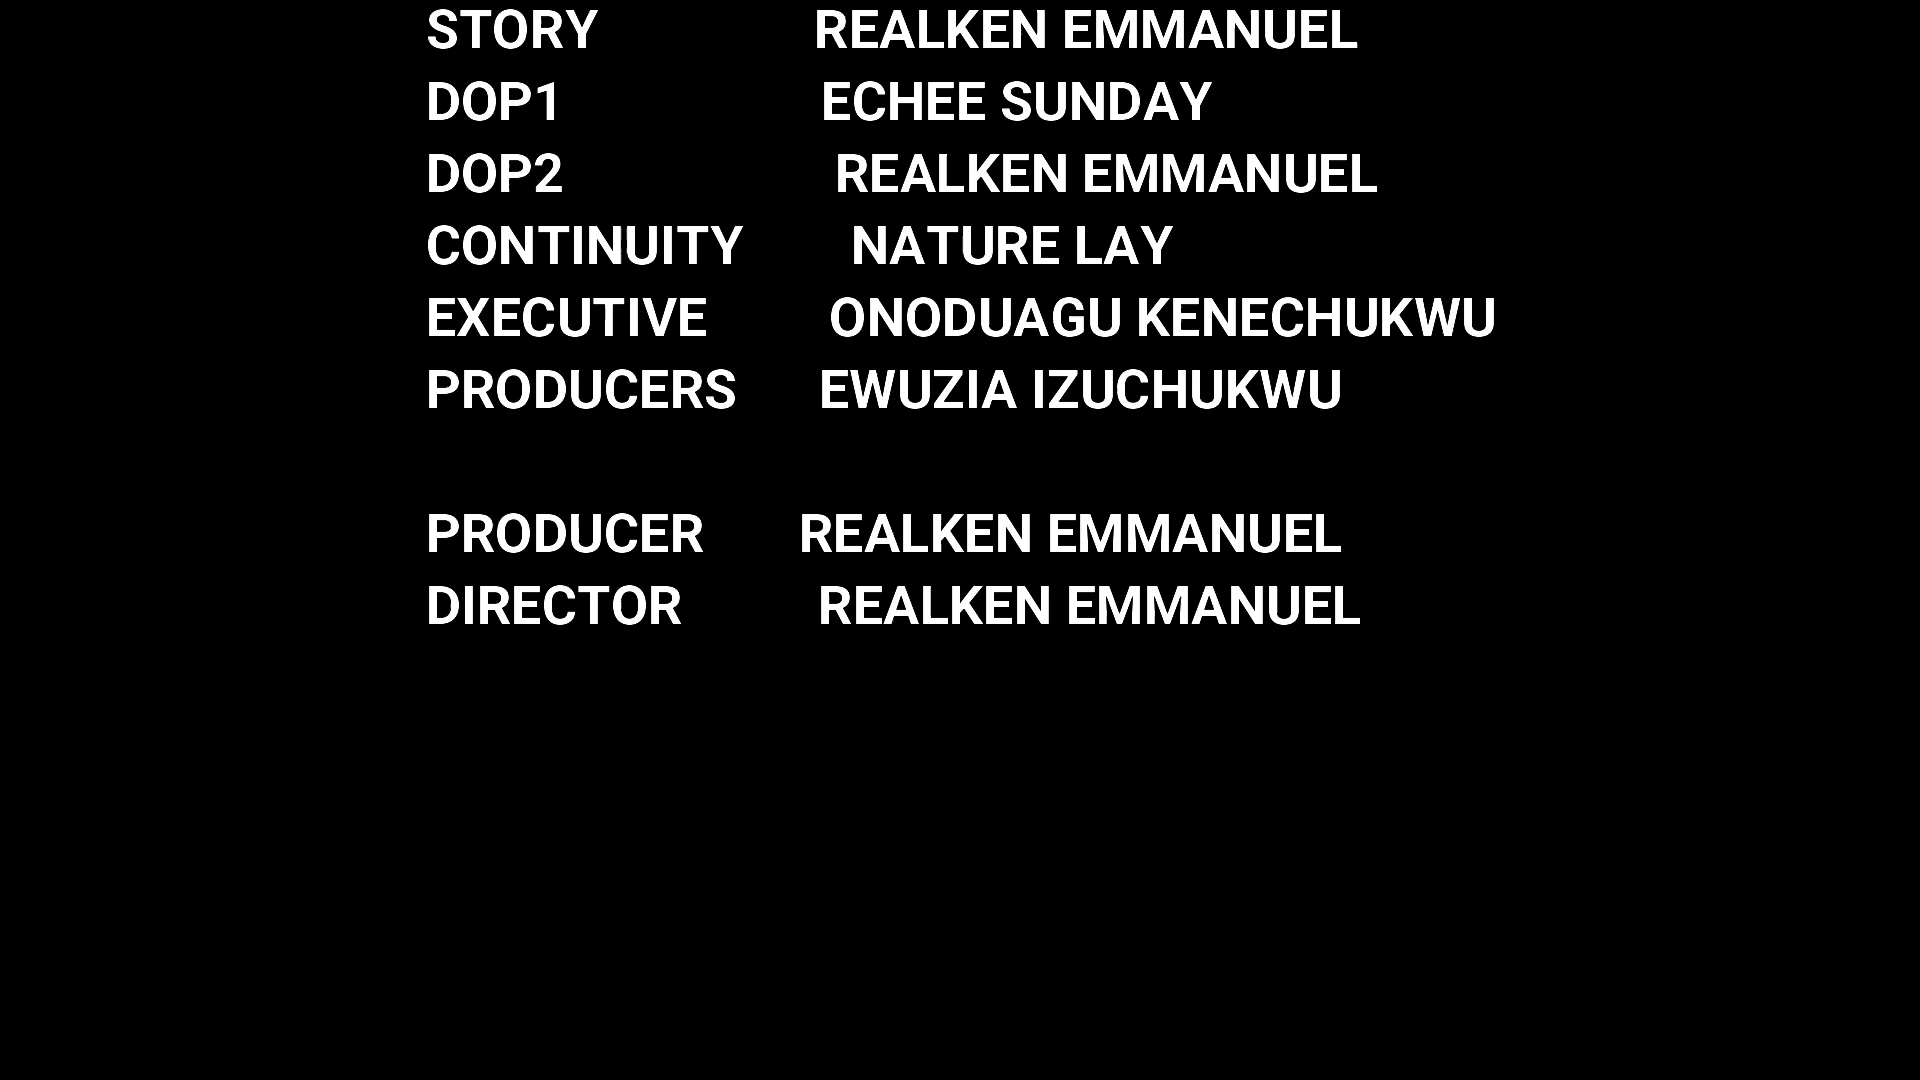 STORY REALKEN EMMANUEL
DOP1 ECHEE SUNDAY
DOP2 REALKEN EMMANUEL
CONTINUITY NATURE LAY
EXECUTIVE ONODUAGU KENECHUKWU
PRODUCERS EWUZIA IZUCHUKWU
PRODUCER REALKEN EMMANUEL
DIRECTOR REALKEN EMMANUEL